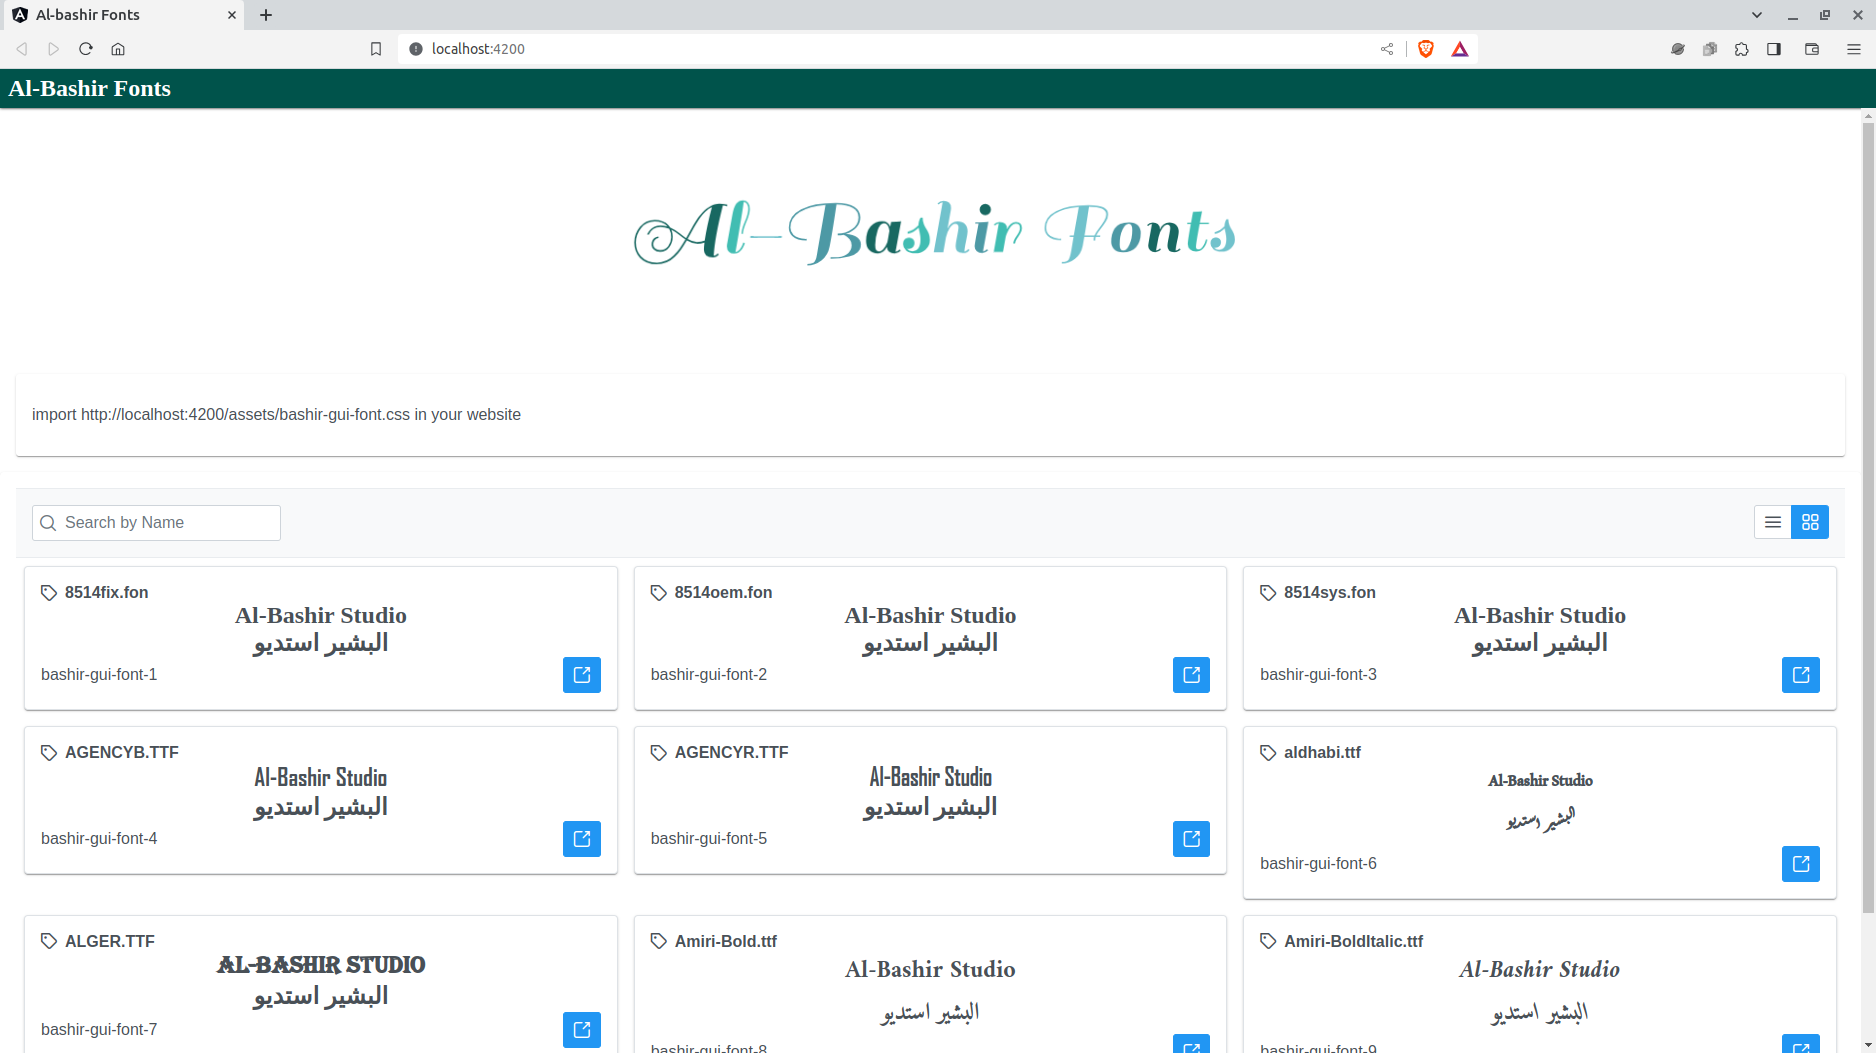 Al-bashir Fonts
localhost:4200
Al-Bashir Fonts
Al-Bashir Fonts
import http://localhost:4200/assets/bashir-gui-font.css in your website
Search by Name
8514fix.fon
Al-Bashir Studio
البشير استديو
bashir-gui-font-1
8514oem.fon
Al-Bashir Studio
البشير استديو
bashir-gui-font-2
8514sys.fon
Al-Bashir Studio
البشير استديو
bashir-gui-font-3
AGENCYB.TTF
Al-Bashir Studio
البشير استديو
bashir-gui-font-4
AGENCYR.TTF
Al-Bashir Studio
البشير استديو
bashir-gui-font-5
aldhabi.ttf
Al-Bashir Studio
البشير استديو
bashir-gui-font-6
ALGER.TTF
AL-BASHIR STUDIO
البشير استديو
bashir-gui-font-7
Amiri-Bold.ttf
Al-Bashir Studio
البشير استديو
bashir-gui-font-8
Amiri-BoldItalic.ttf
Al-Bashir Studio
البشير استديو
bashir-gui-font-9